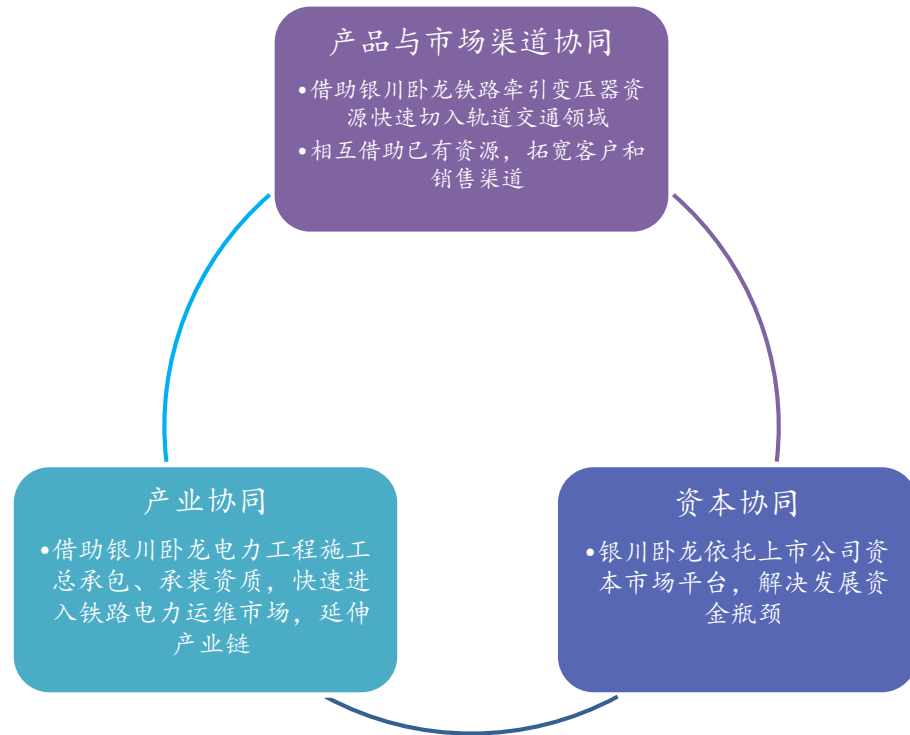 产品与市场渠道协同
•借助银川卧龙铁路牵引变压器资
源快速切入轨道交通领域
•相互借助已有资源，拓宽客户和
销售渠道
产业协同
•借助银川卧龙电力工程施工
总承包、承装资质，快速进
入铁路电力运维市场，延伸
产业链
资本协同
•银川卧龙依托上市公司资
本市场平台，解决发展资
金瓶颈